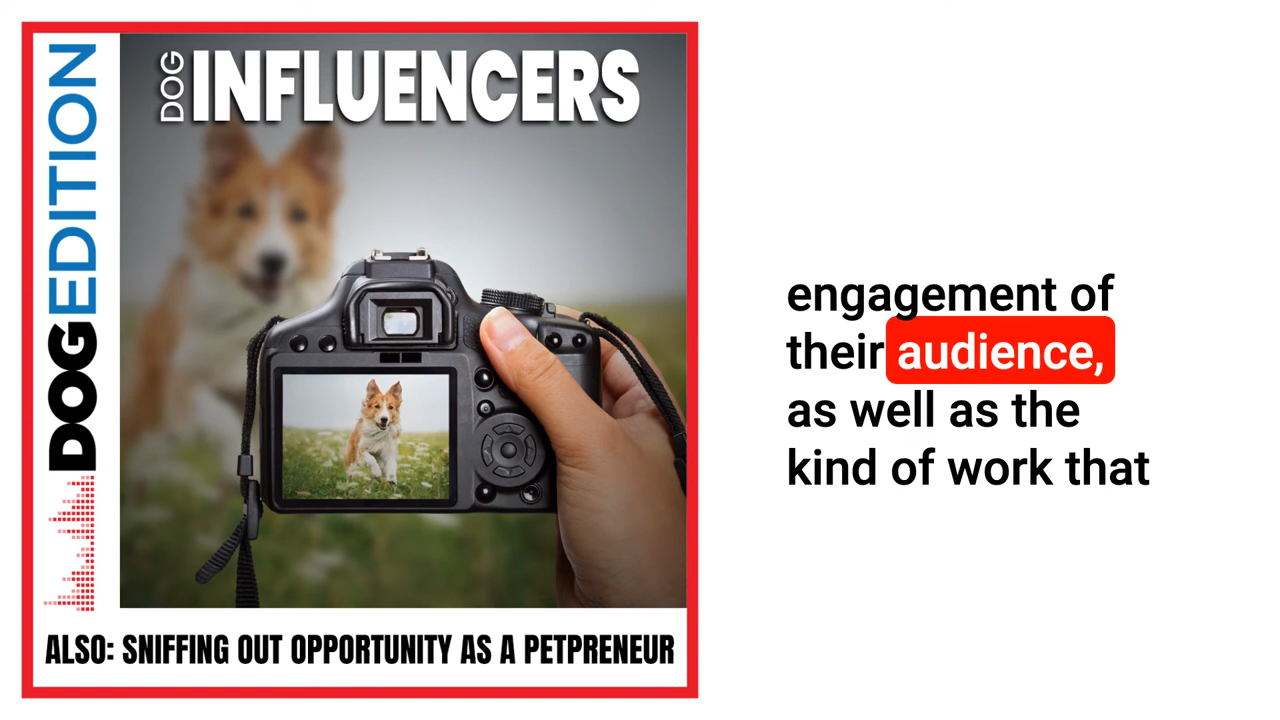 DOGEDITION
DOG INFLUENCERS
ALSO: SNIFFING OUT OPPORTUNITY AS A PETPRENEUR
engagement of
their audience,
as well as the
kind of work that